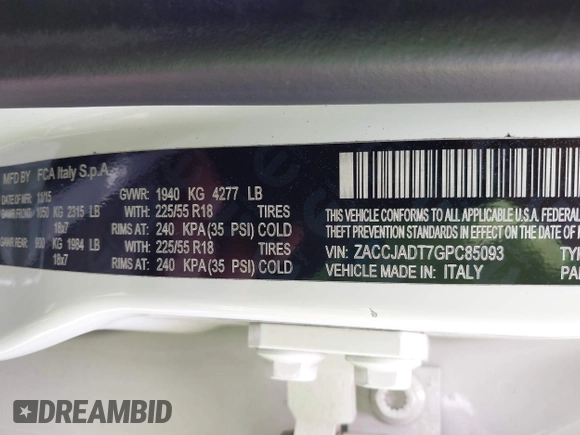 MFD BY FCA Italy S.p.A.
DATE OF MFR 11/15 GVWR: 1940 KG 4277 LB
GAWR FRONT: 1050 KG 2315 LB WITH: 225/55 R18 TIRES
18x7 RIMS AT: 240 KPA(35 PSI) COLD
GAWR REAR: 900 KG 1984 LB WITH: 225/55 R18 TIRES
18x7 RIMS AT: 240 KPA(35 PSI) COLD
THIS VEHICLE CONFORMS TO ALL APPLICABLE U.S.A. FEDERAL
THEFT PREVENTION STANDARDS IN EFFECT ON THE DATE OF
VIN: ZACCJADT7GPC85093 TYP
VEHICLE MADE IN: ITALY PA
DREAMBID